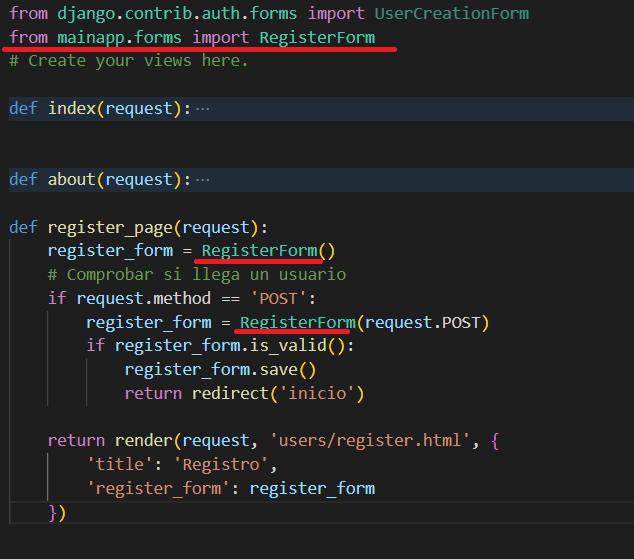 from django.contrib.auth.forms import UserCreationForm
from mainapp.forms import RegisterForm
# Create your views here.
def index(request): ...
def about(request): ...
def register_page(request):
    register_form = RegisterForm()
    # Comprobar si llega un usuario
    if request.method == 'POST':
        register_form = RegisterForm(request.POST)
        if register_form.is_valid():
            register_form.save()
            return redirect('inicio')
    return render(request, 'users/register.html', {
        'title': 'Registro',
        'register_form': register_form
    })